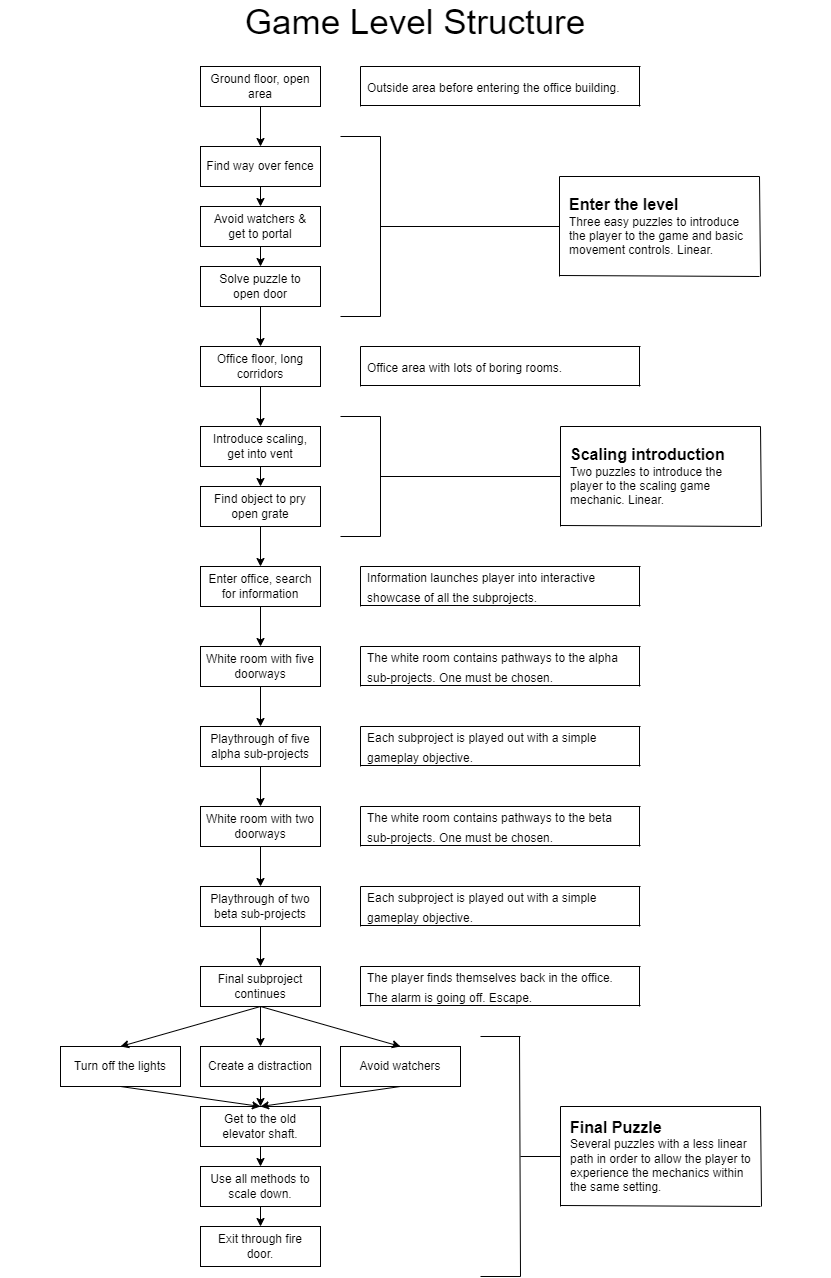 Game Level Structure
Ground floor, open
area
Outside area before entering the office building.
Find way over fence
Avoid watchers &
get to portal
Solve puzzle to
open door
Enter the level
Three easy puzzles to introduce
the player to the game and basic
movement controls. Linear.
Office floor, long
corridors
Office area with lots of boring rooms.
Introduce scaling,
get into vent
Find object to pry
open grate
Scaling introduction
Two puzzles to introduce the
player to the scaling game
mechanic. Linear.
Enter office, search
for information
Information launches player into interactive
showcase of all the subprojects.
White room with five
doorways
The white room contains pathways to the alpha
sub-projects. One must be chosen.
Playthrough of five
alpha sub-projects
Each subproject is played out with a simple
gameplay objective.
White room with two
doorways
The white room contains pathways to the beta
sub-projects. One must be chosen.
Playthrough of two
beta sub-projects
Each subproject is played out with a simple
gameplay objective.
Final subproject
continues
The player finds themselves back in the office.
The alarm is going off. Escape.
Turn off the lights
Create a distraction
Avoid watchers
Get to the old
elevator shaft.
Use all methods to
scale down.
Exit through fire
door.
Final Puzzle
Several puzzles with a less linear
path in order to allow the player to
experience the mechanics within
the same setting.